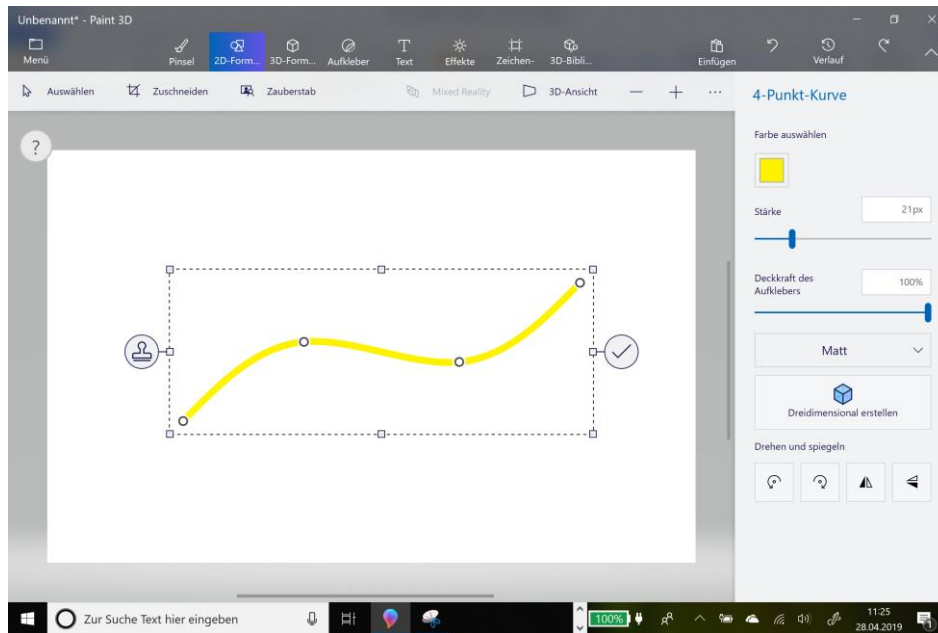 Unbenannt* - Paint 3D
Menü
Pinsel
2D-Form...
3D-Form...
Aufkleber
Text
Effekte
Zeichen-
3D-Bibli...
Einfügen
Verlauf
Auswählen
Zuschneiden
Zauberstab
Mixed Reality
3D-Ansicht
4-Punkt-Kurve
?
Farbe auswählen
Stärke
21px
Deckkraft des
Aufklebers
100%
Matt
Dreidimensional erstellen
Drehen und spiegeln
Zur Suche Text hier eingeben
100%
11:25
28.04.2019
1